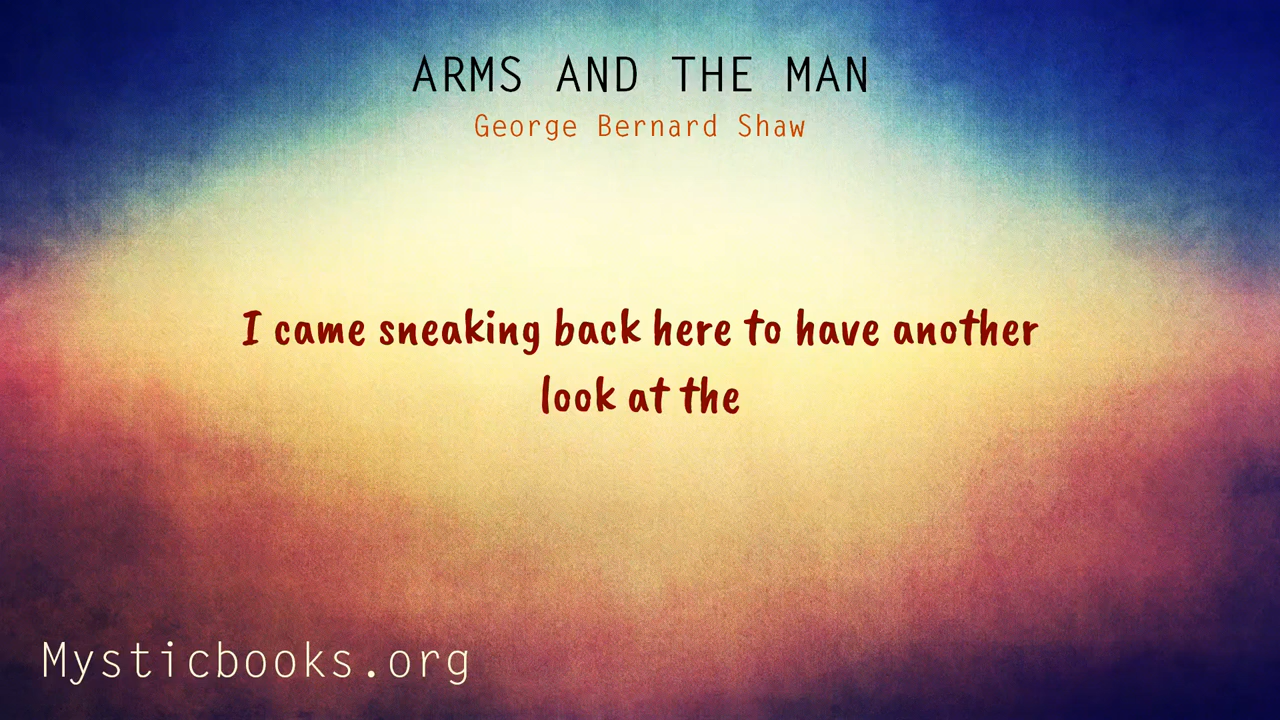 ARMS AND THE MAN
George Bernard Shaw
I came sneaking back here to have another
look at the
Mysticbooks.org